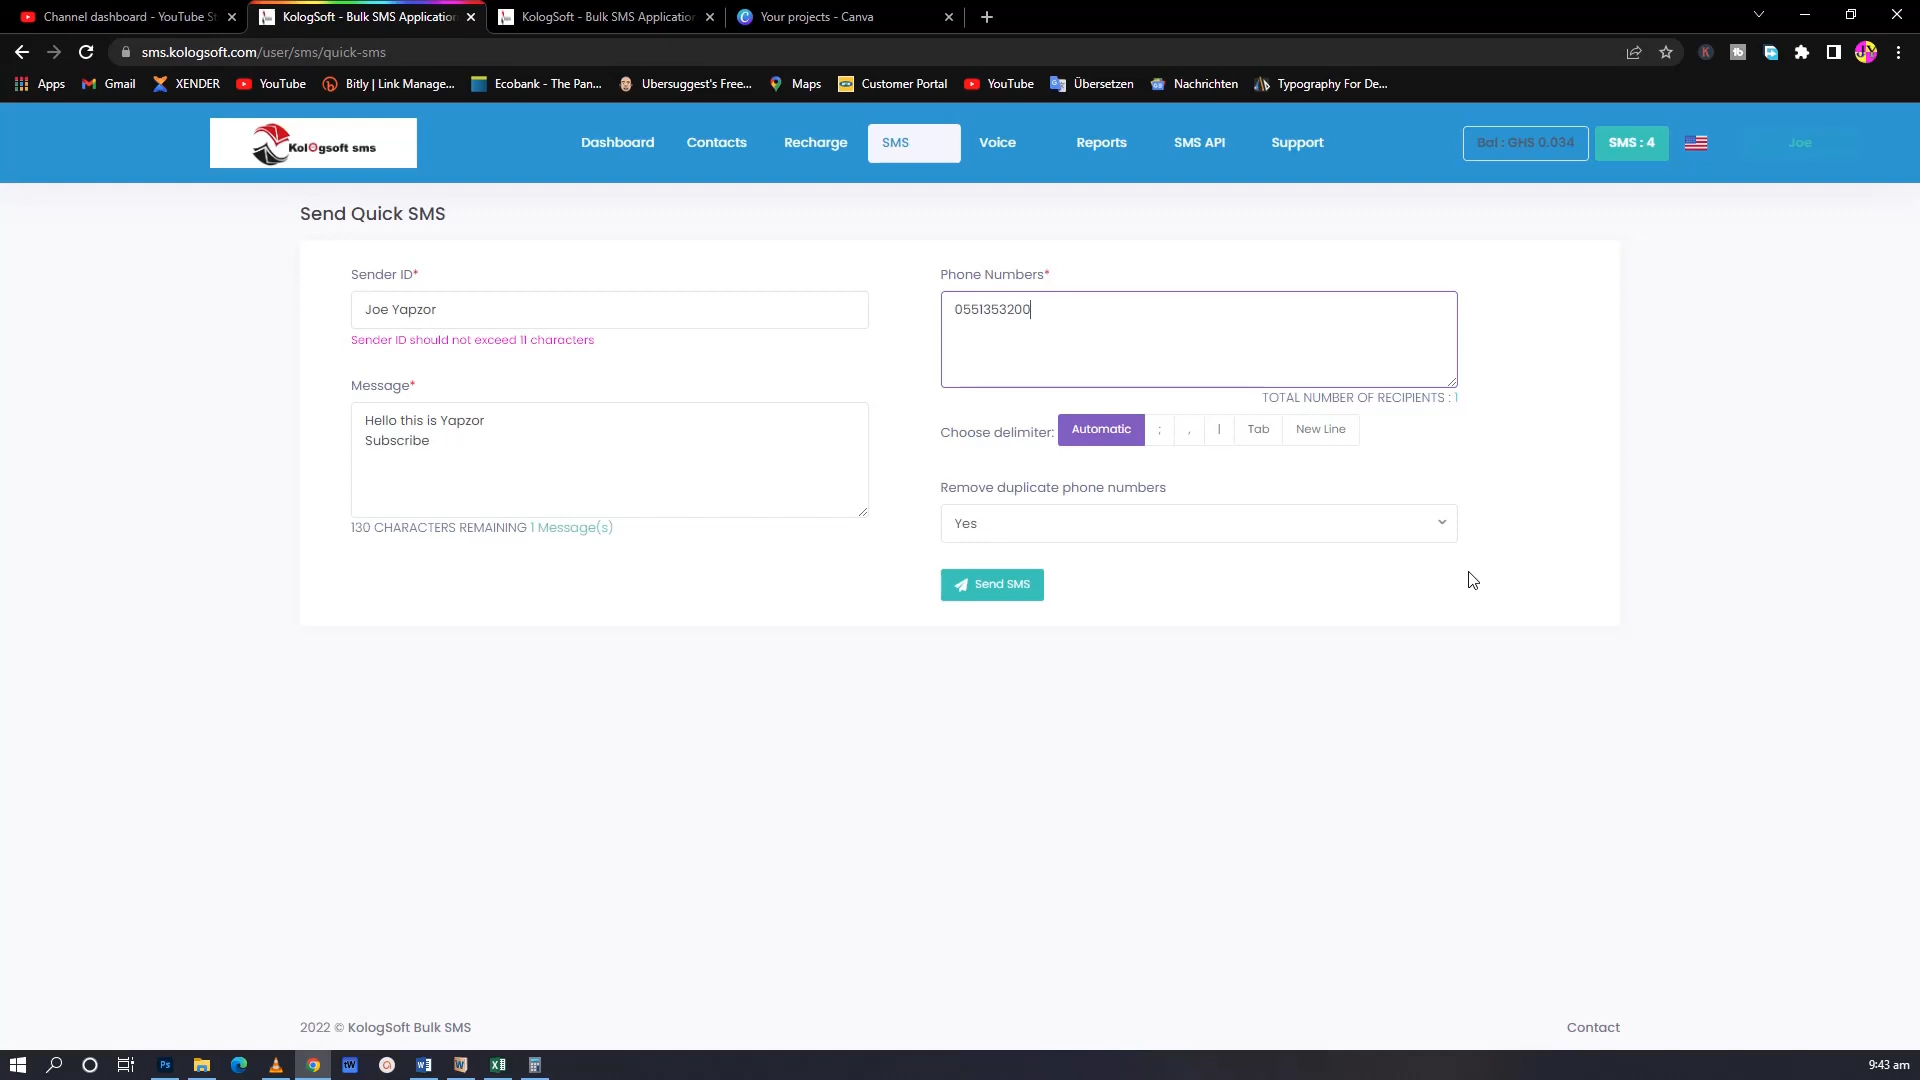 Channel dashboard - YouTube St
KologSoft - Bulk SMS Application
KologSoft - Bulk SMS Application
Your projects - Canva
sms.kologsoft.com/user/sms/quick-sms
Apps
Gmail
XENDER
YouTube
Bitly | Link Manage...
Ecobank - The Pan...
Ubersuggest's Free...
Maps
Customer Portal
YouTube
Übersetzen
Nachrichten
Typography For De...
KolOgsoft sms
Dashboard
Contacts
Recharge
SMS
Voice
Reports
SMS API
Support
Bal : GHS 0.034
SMS : 4
Joe
Send Quick SMS
Sender ID*
Joe Yapzor
Sender ID should not exceed 11 characters
Message*
Hello this is Yapzor
Subscribe
130 CHARACTERS REMAINING 1 Message(s)
Phone Numbers*
0551353200
TOTAL NUMBER OF RECIPIENTS : 1
Choose delimiter: Automatic ; , | Tab New Line
Remove duplicate phone numbers
Yes
Send SMS
2022 © KologSoft Bulk SMS
Contact
9:43 am